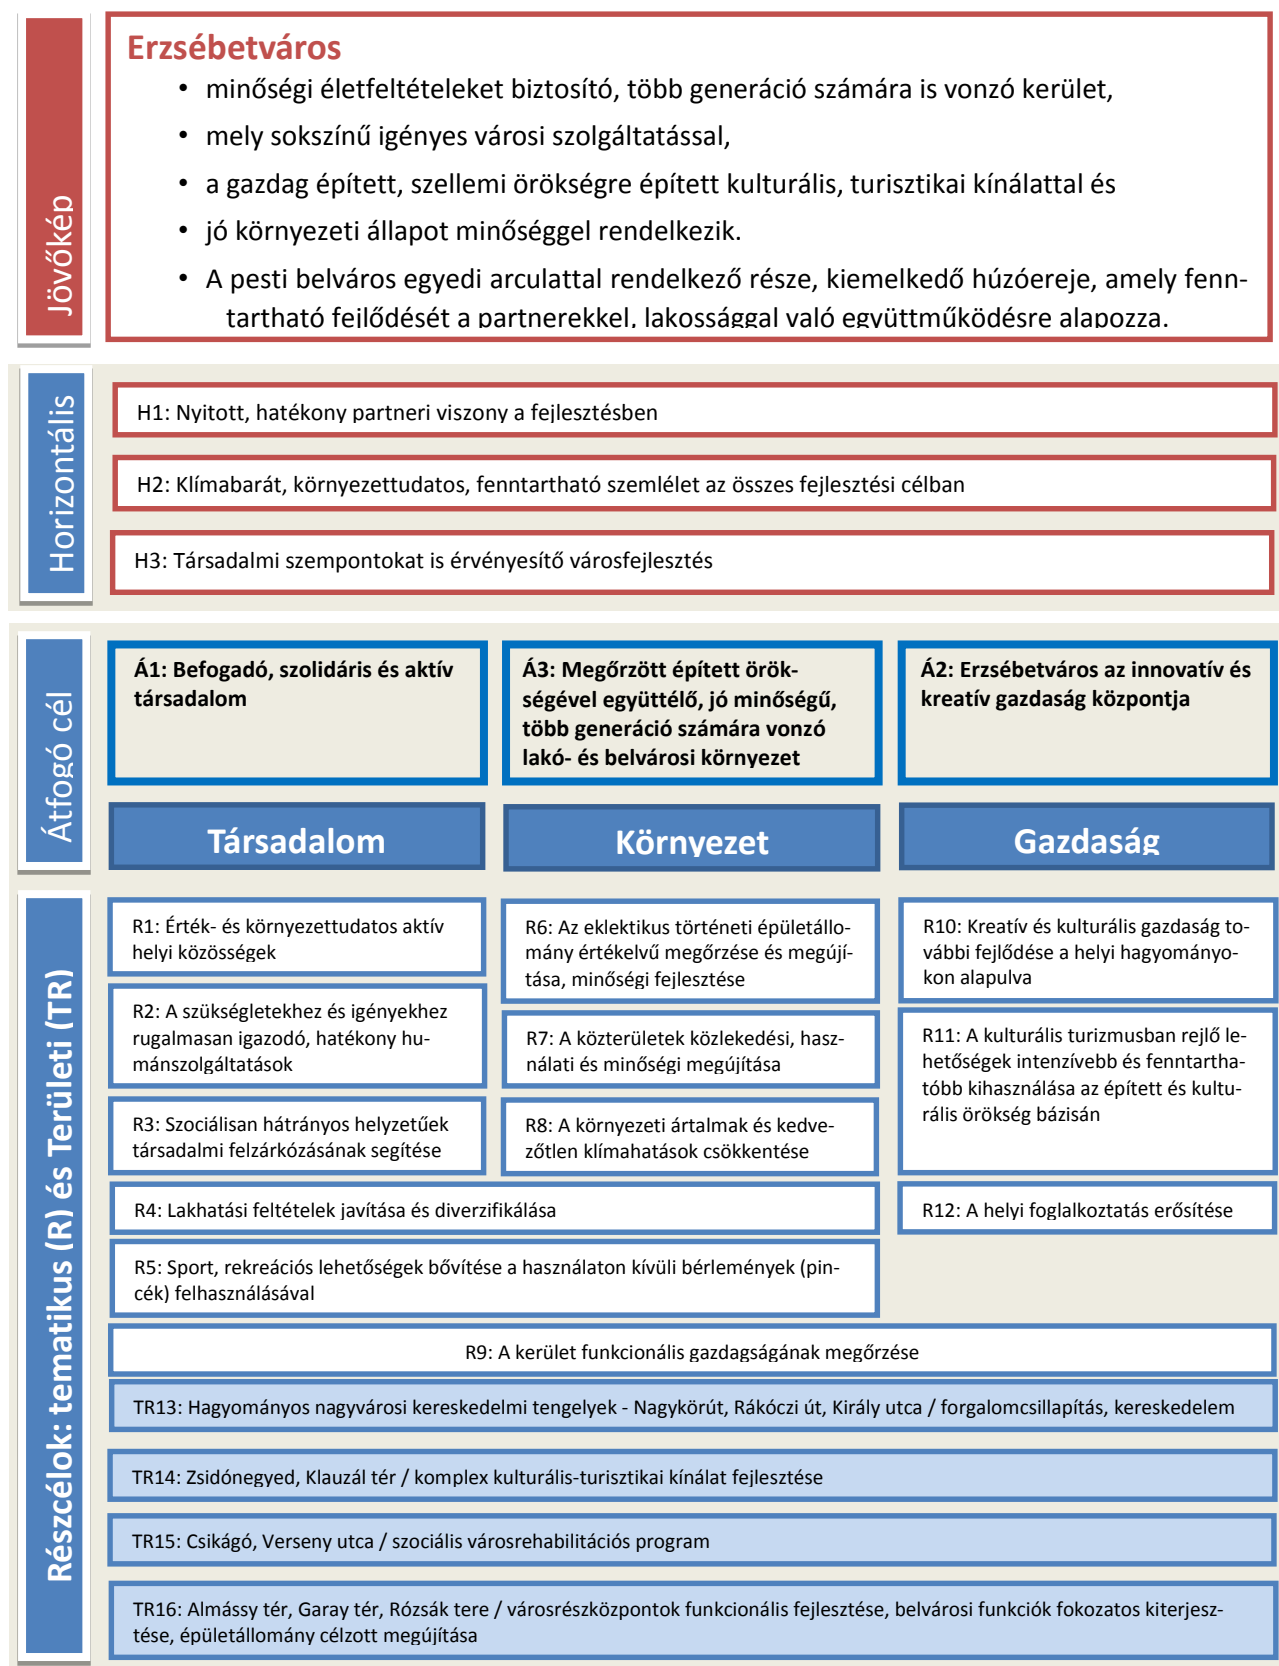 Jövőkép
Erzsébetváros
• minőségi életfeltételeket biztosító, több generáció számára is vonzó kerület,
• mely sokszínű igényes városi szolgáltatással,
• a gazdag épített, szellemi örökségre épített kulturális, turisztikai kínálattal és
• jó környezeti állapot minőséggel rendelkezik.
• A pesti belváros egyedi arculattal rendelkező része, kiemelkedő húzóereje, amely fenn-
tartható fejlődését a partnerekkel, lakossággal való együttműködésre alapozza.
Horizontális
H1: Nyitott, hatékony partneri viszony a fejlesztésben
H2: Klímabarát, környezettudatos, fenntartható szemlélet az összes fejlesztési célban
H3: Társadalmi szempontokat is érvényesítő városfejlesztés
Átfogó cél
Á1: Befogadó, szolidáris és aktív
társadalom
Á3: Megőrzött épített örök-
ségével együttélő, jó minőségű,
több generáció számára vonzó
lakó- és belvárosi környezet
Á2: Erzsébetváros az innovatív és
kreatív gazdaság központja
Társadalom
Környezet
Gazdaság
Részcélok: tematikus (R) és Területi (TR)
R1: Érték- és környezettudatos aktív
helyi közösségek
R2: A szükségletekhez és igényekhez
rugalmasan igazodó, hatékony hu-
mánszolgáltatások
R3: Szociálisan hátrányos helyzetűek
társadalmi felzárkózásának segítése
R6: Az eklektikus történeti épületállo-
mány értékelvű megőrzése és megújí-
tása, minőségi fejlesztése
R7: A közterületek közlekedési, hasz-
nálati és minőségi megújítása
R8: A környezeti ártalmak és kedve-
zőtlen klímahatások csökkentése
R10: Kreatív és kulturális gazdaság to-
vábbi fejlődése a helyi hagyományo-
kon alapulva
R11: A kulturális turizmusban rejlő le-
hetőségek intenzívebb és fenntartha-
tóbb kihasználása az épített és kultu-
rális örökség bázisán
R4: Lakhatási feltételek javítása és diverzifikálása
R12: A helyi foglalkoztatás erősítése
R5: Sport, rekreációs lehetőségek bővítése a használaton kívüli bérlemények (pin-
cék) felhasználásával
R9: A kerület funkcionális gazdagságának megőrzése
TR13: Hagyományos nagyvárosi kereskedelmi tengelyek - Nagykörút, Rákóczi út, Király utca / forgalomcsillapítás, kereskedelem
TR14: Zsidónegyed, Klauzál tér / komplex kulturális-turisztikai kínálat fejlesztése
TR15: Csikágó, Verseny utca / szociális városrehabilitációs program
TR16: Almássy tér, Garay tér, Rózsák tere / városrészközpontok funkcionális fejlesztése, belvárosi funkciók fokozatos kiterjesz-
tése, épületállomány célzott megújítása